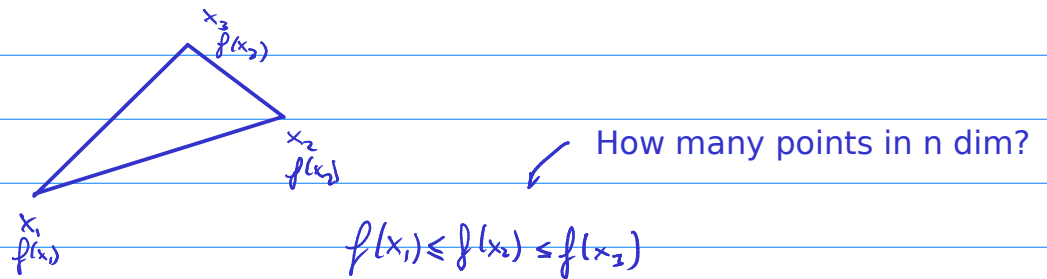 x₃
f(x₃)
x₂
f(x₂)
How many points in n dim?
x₁
f(x₁)
f(x₁) ≤ f(x₂) ≤ f(x₃)